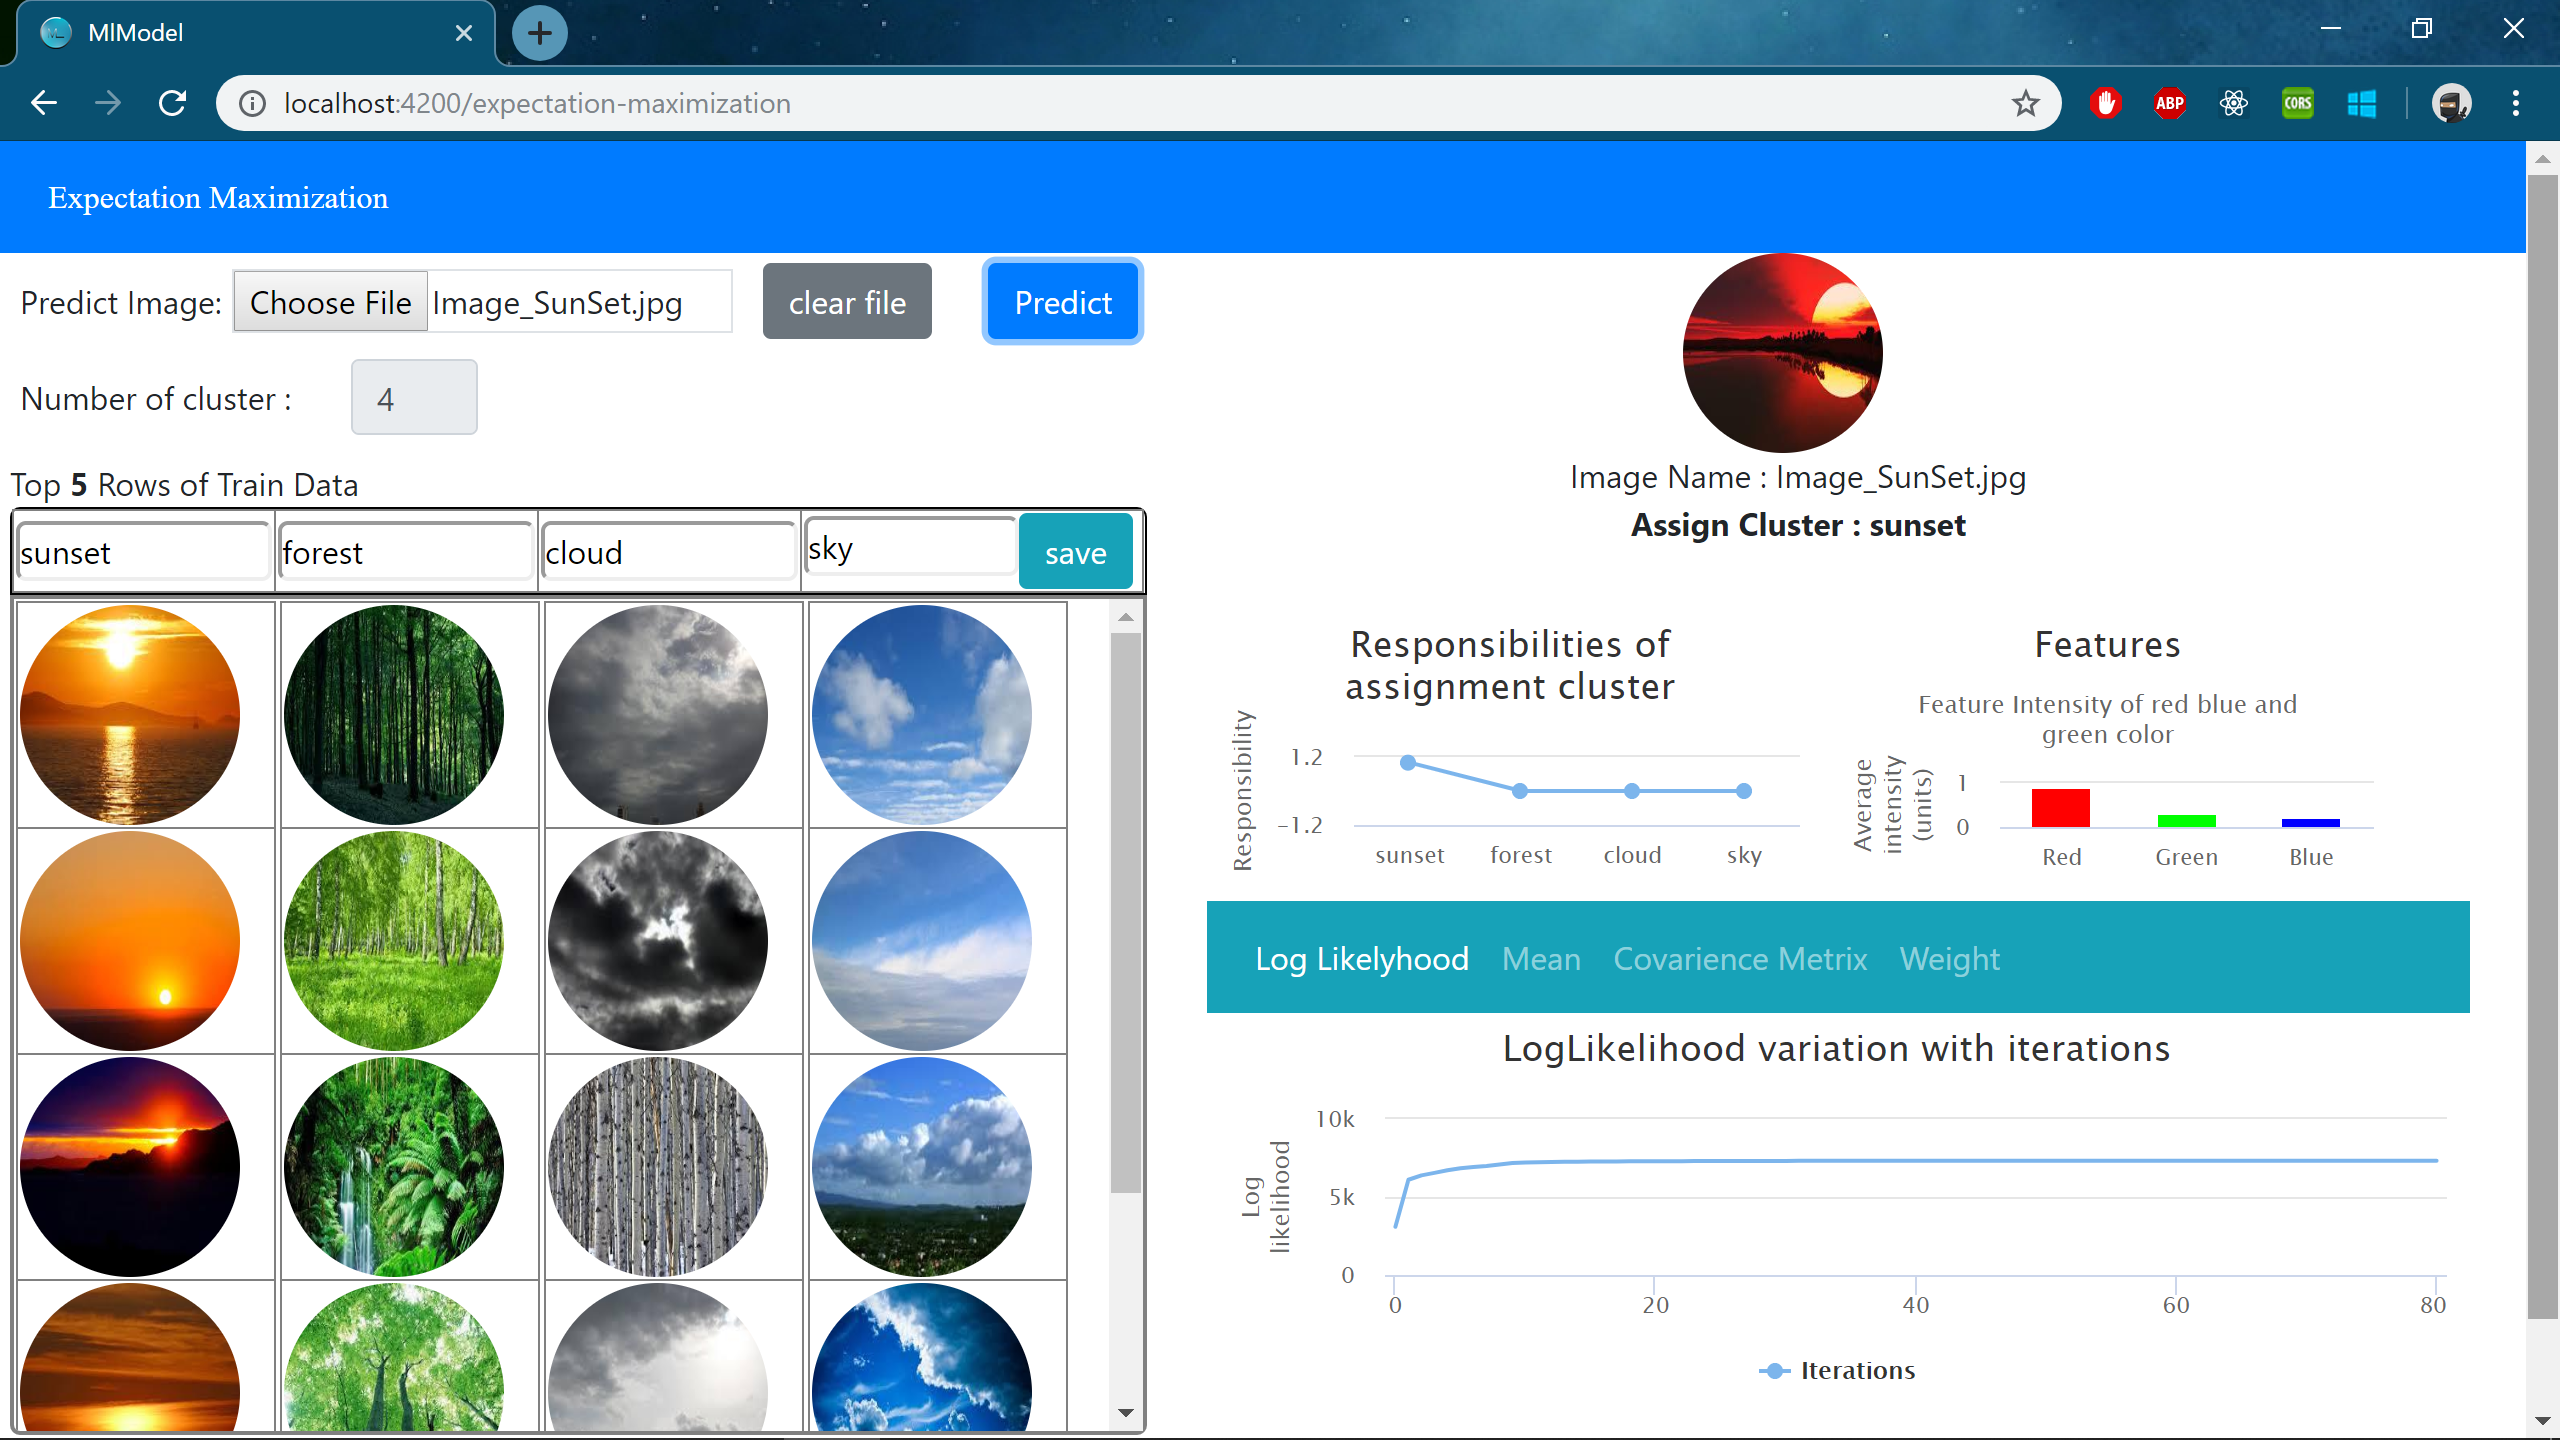 MlModel
localhost:4200/expectation-maximization
ABP
CORS
Expectation Maximization
Predict Image: Choose File Image_SunSet.jpg clear file Predict
Number of cluster : 4
Top 5 Rows of Train Data
sunset forest cloud sky save
Image Name : Image_SunSet.jpg
Assign Cluster : sunset
Responsibilities of
assignment cluster
Responsibility
1.2
-1.2
sunset forest cloud sky
Features
Feature Intensity of red blue and
green color
Average
intensity
(units)
1
0
Red Green Blue
Log Likelyhood Mean Covarience Metrix Weight
LogLikelihood variation with iterations
Log
likelihood
10k
5k
0
0 20 40 60 80
Iterations